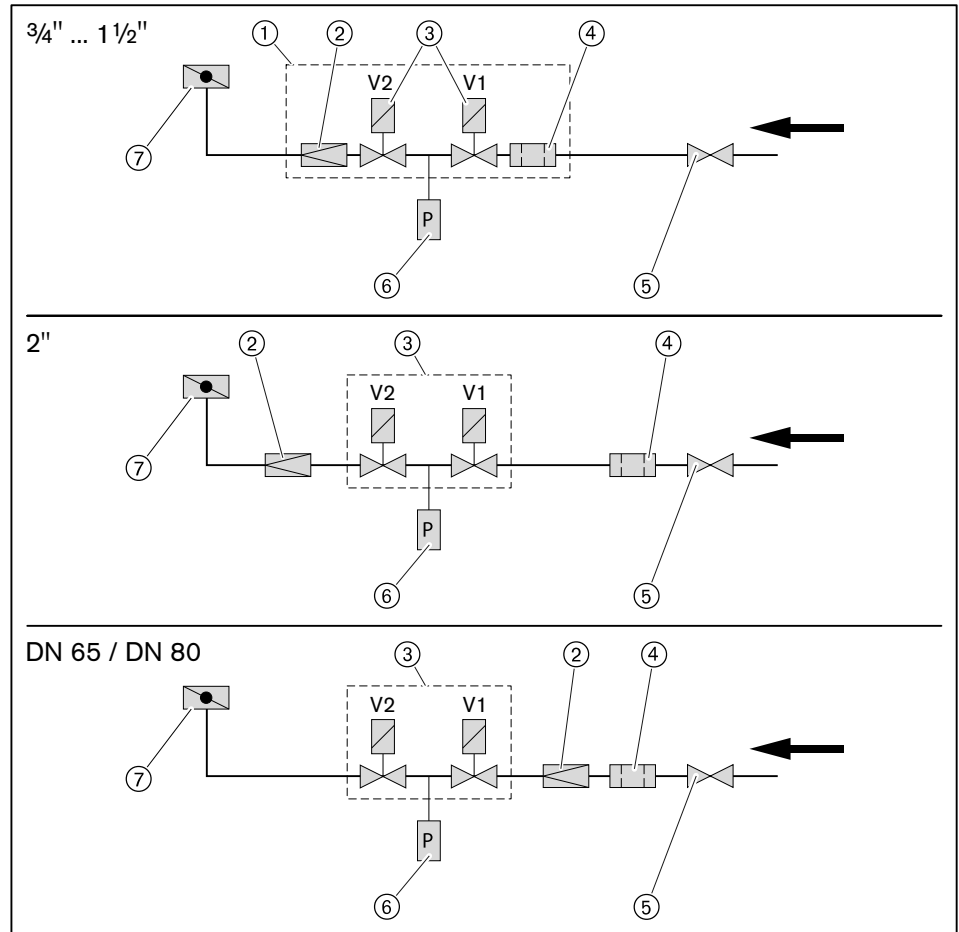 ¾" ... 1½"
① ② ③ ④
V2 V1
⑦
P
⑥ ⑤
2"
② ③ ④
V2 V1
⑦
P
⑥ ⑤
DN 65 / DN 80
③ ② ④
V2 V1
⑦
P
⑥ ⑤